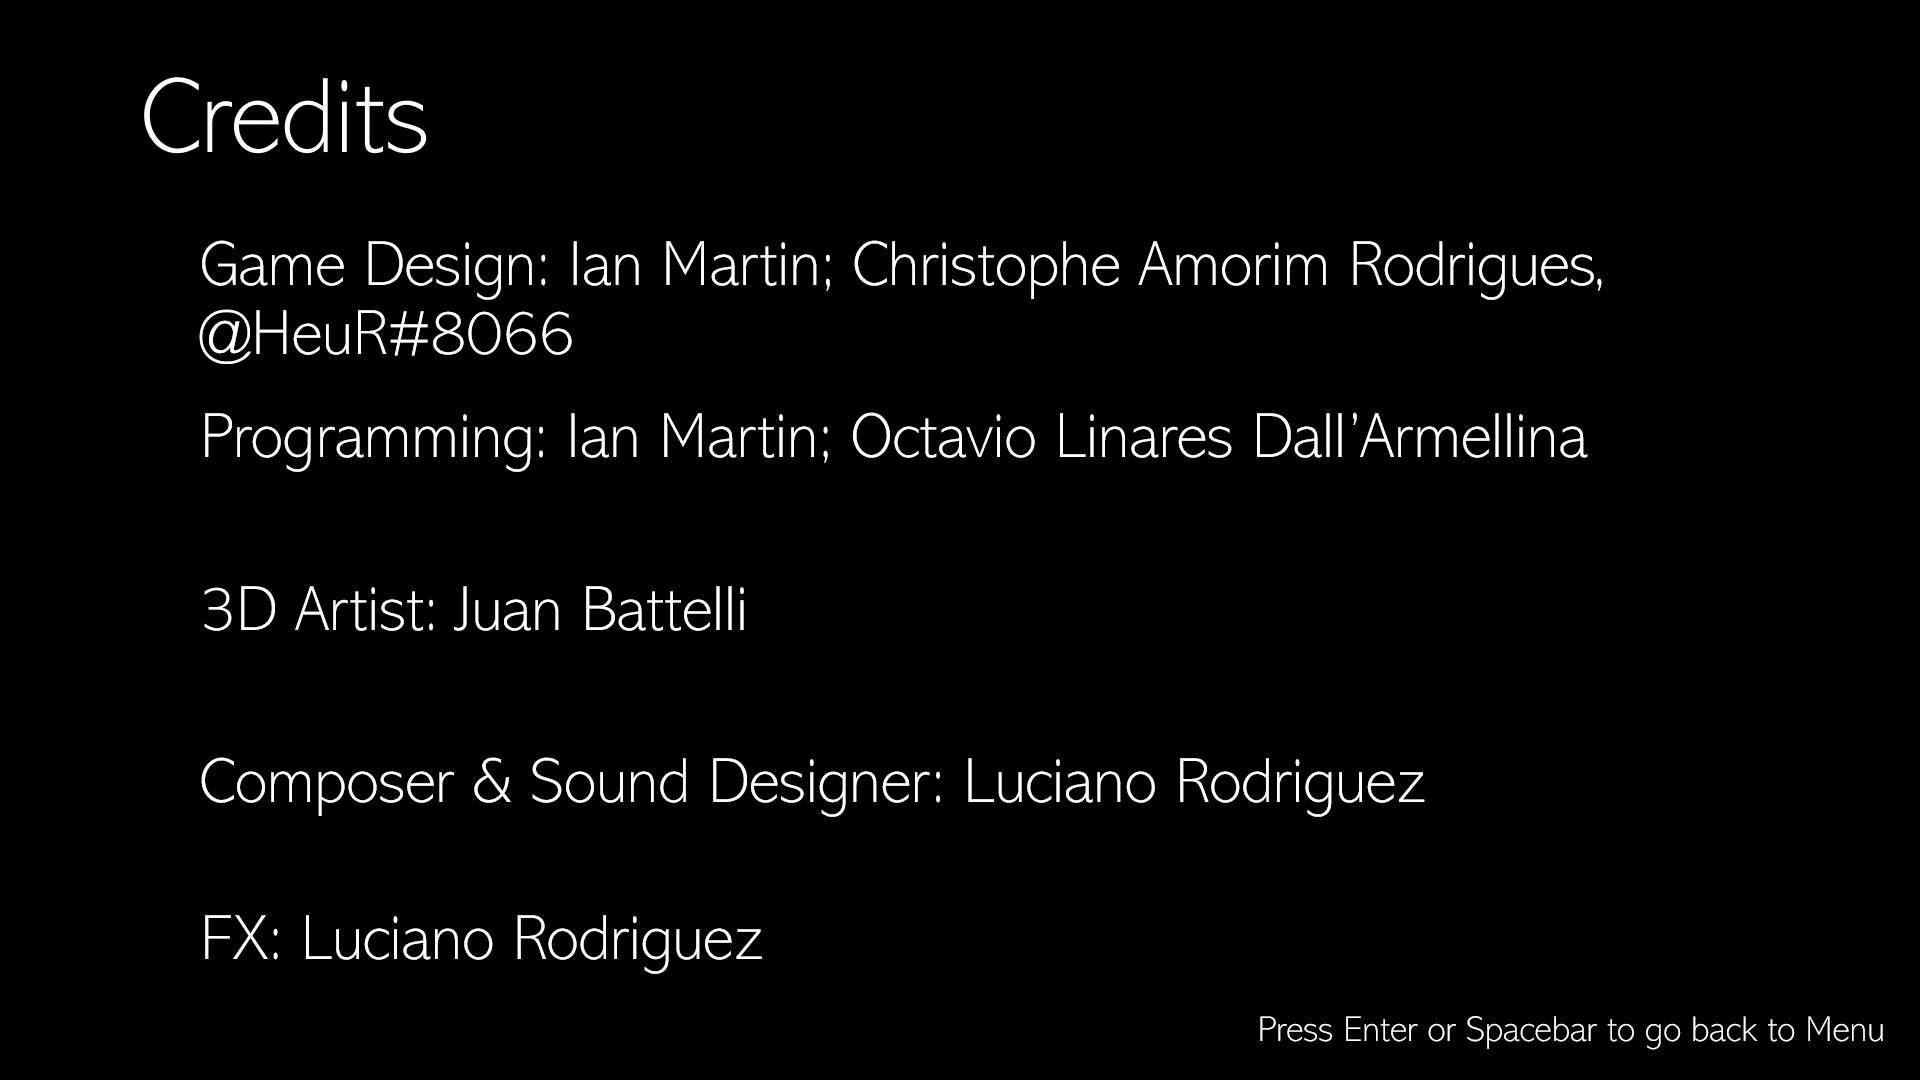 Credits
Game Design: Ian Martin; Christophe Amorim Rodrigues,
@HeuR#8066
Programming: Ian Martin; Octavio Linares Dall'Armellina
3D Artist: Juan Battelli
Composer & Sound Designer: Luciano Rodriguez
FX: Luciano Rodriguez
Press Enter or Spacebar to go back to Menu